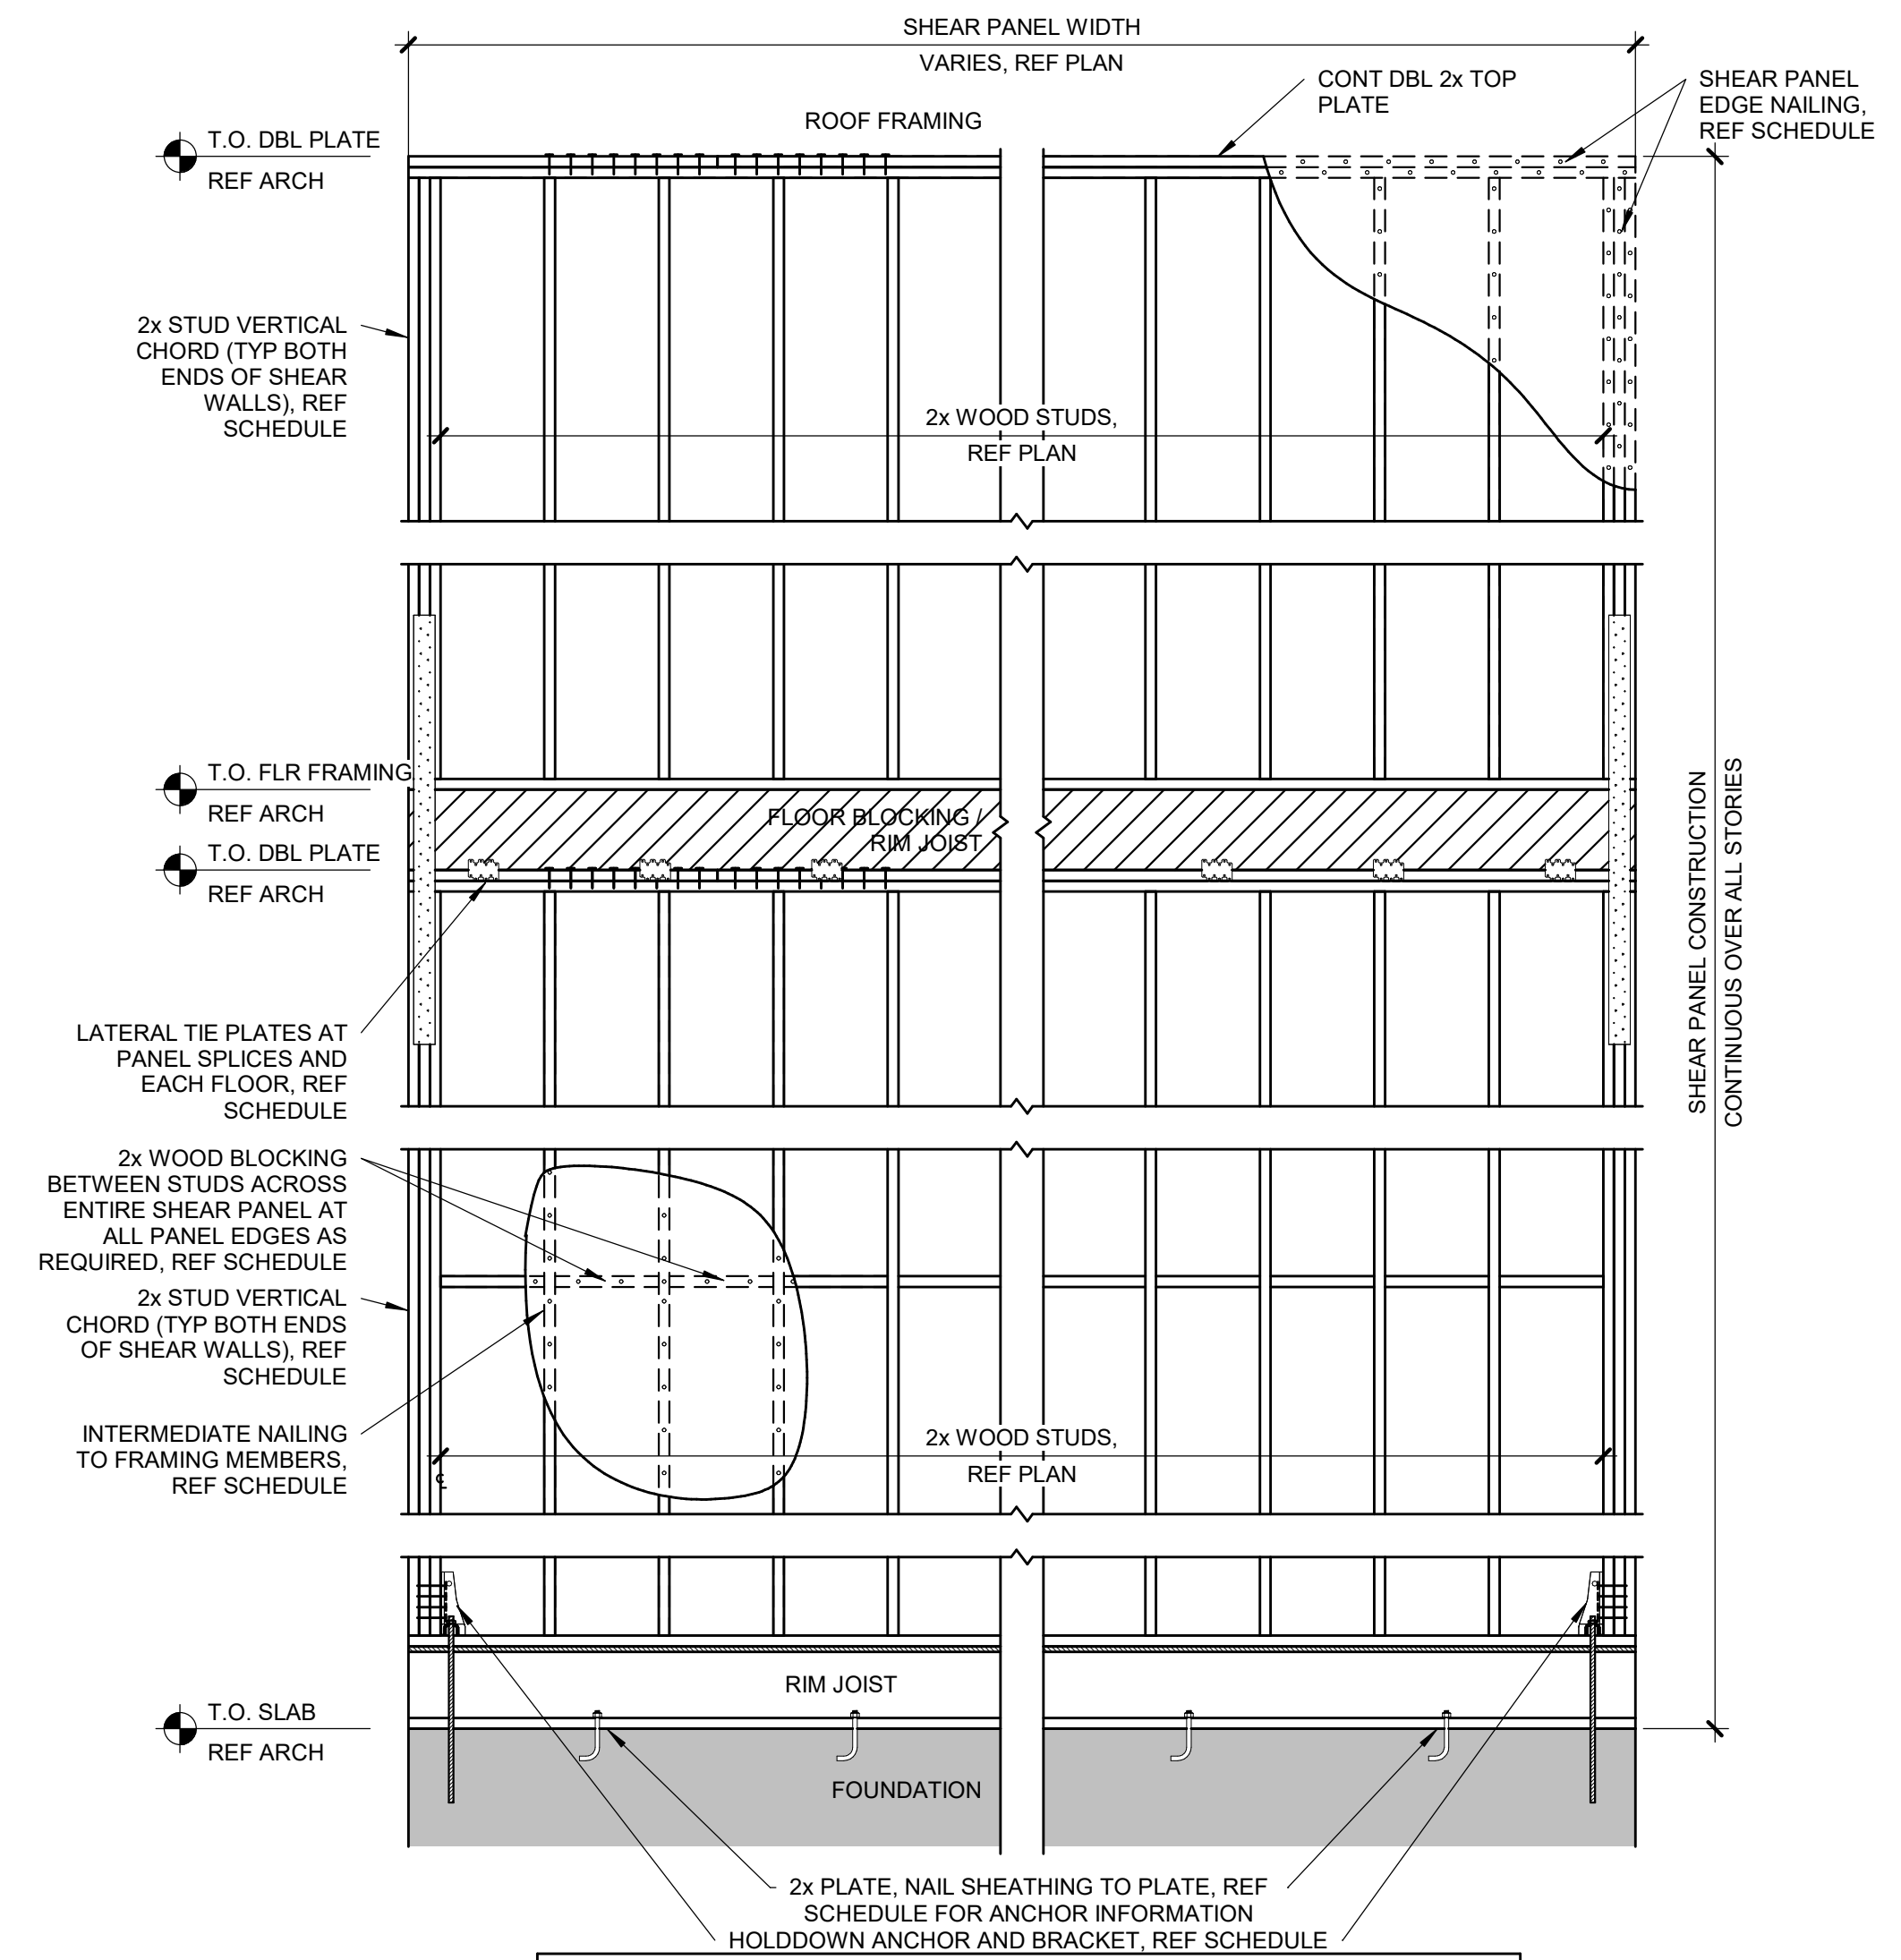 SHEAR PANEL WIDTH
VARIES, REF PLAN
CONT DBL 2x TOP
PLATE
SHEAR PANEL
EDGE NAILING,
REF SCHEDULE
ROOF FRAMING
T.O. DBL PLATE
REF ARCH
2x STUD VERTICAL
CHORD (TYP BOTH
ENDS OF SHEAR
WALLS), REF
SCHEDULE
2x WOOD STUDS,
REF PLAN
T.O. FLR FRAMING
REF ARCH
FLOOR BLOCKING /
RIM JOIST
T.O. DBL PLATE
REF ARCH
SHEAR PANEL CONSTRUCTION
CONTINUOUS OVER ALL STORIES
LATERAL TIE PLATES AT
PANEL SPLICES AND
EACH FLOOR, REF
SCHEDULE
2x WOOD BLOCKING
BETWEEN STUDS ACROSS
ENTIRE SHEAR PANEL AT
ALL PANEL EDGES AS
REQUIRED, REF SCHEDULE
2x STUD VERTICAL
CHORD (TYP BOTH ENDS
OF SHEAR WALLS), REF
SCHEDULE
INTERMEDIATE NAILING
TO FRAMING MEMBERS,
REF SCHEDULE
2x WOOD STUDS,
REF PLAN
℄
RIM JOIST
T.O. SLAB
REF ARCH
FOUNDATION
2x PLATE, NAIL SHEATHING TO PLATE, REF
SCHEDULE FOR ANCHOR INFORMATION
HOLDDOWN ANCHOR AND BRACKET, REF SCHEDULE